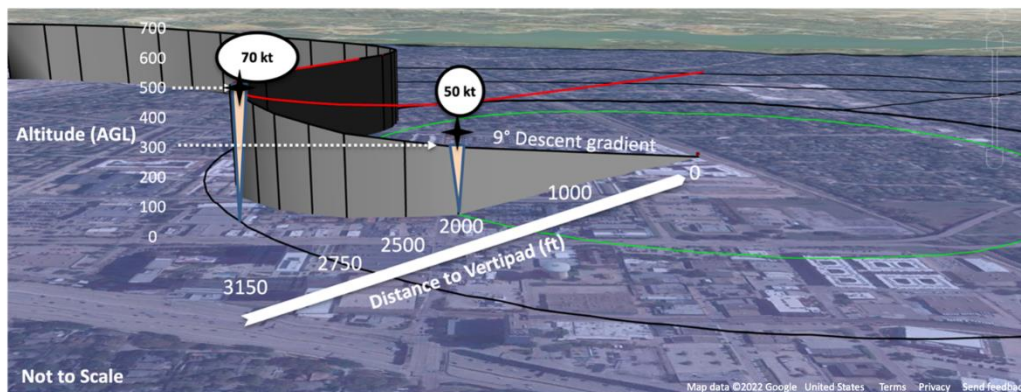 700
600
70 kt
500
50 kt
Altitude (AGL)
400
300
9° Descent gradient
200
100
0
0
1000
2000
2500
2750
3150
Distance to Vertipad (ft)
Not to Scale
Map data ©2022 Google United States Terms Privacy Send feedbac